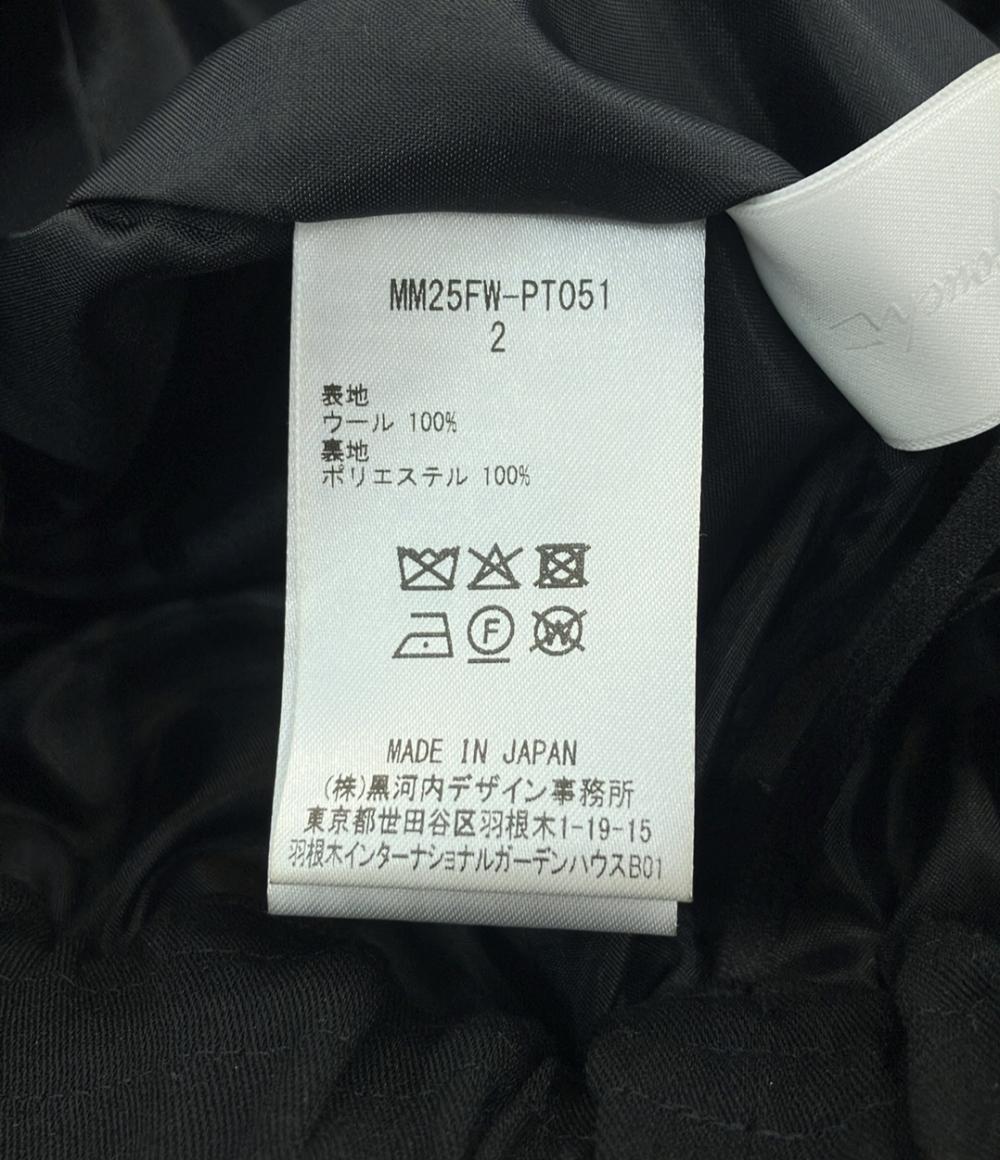 MM25FW-PT051
2
表地
ウール 100%
裏地
ポリエステル 100%
F
W
MADE IN JAPAN
(株)黒河内デザイン事務所
東京都世田谷区羽根木1-19-15
羽根木インターナショナルガーデンハウスB01